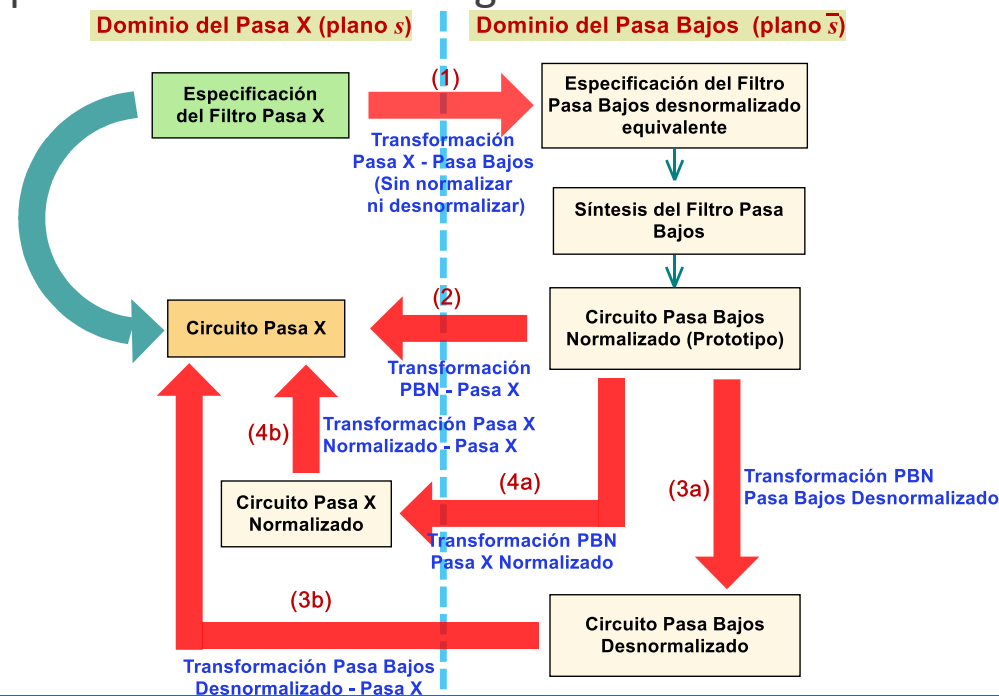 Dominio del Pasa X (plano s)
Dominio del Pasa Bajos (plano s̅)
Especificación
del Filtro Pasa X
(1)
Transformación
Pasa X - Pasa Bajos
(Sin normalizar
ni desnormalizar)
Especificación del Filtro
Pasa Bajos desnormalizado
equivalente
Síntesis del Filtro Pasa
Bajos
Circuito Pasa X
(2)
Transformación
PBN - Pasa X
Circuito Pasa Bajos
Normalizado (Prototipo)
(4b)
Transformación Pasa X
Normalizado - Pasa X
Circuito Pasa X
Normalizado
(4a)
Transformación PBN
Pasa X Normalizado
(3a)
Transformación PBN
Pasa Bajos Desnormalizado
(3b)
Transformación Pasa Bajos
Desnormalizado - Pasa X
Circuito Pasa Bajos
Desnormalizado